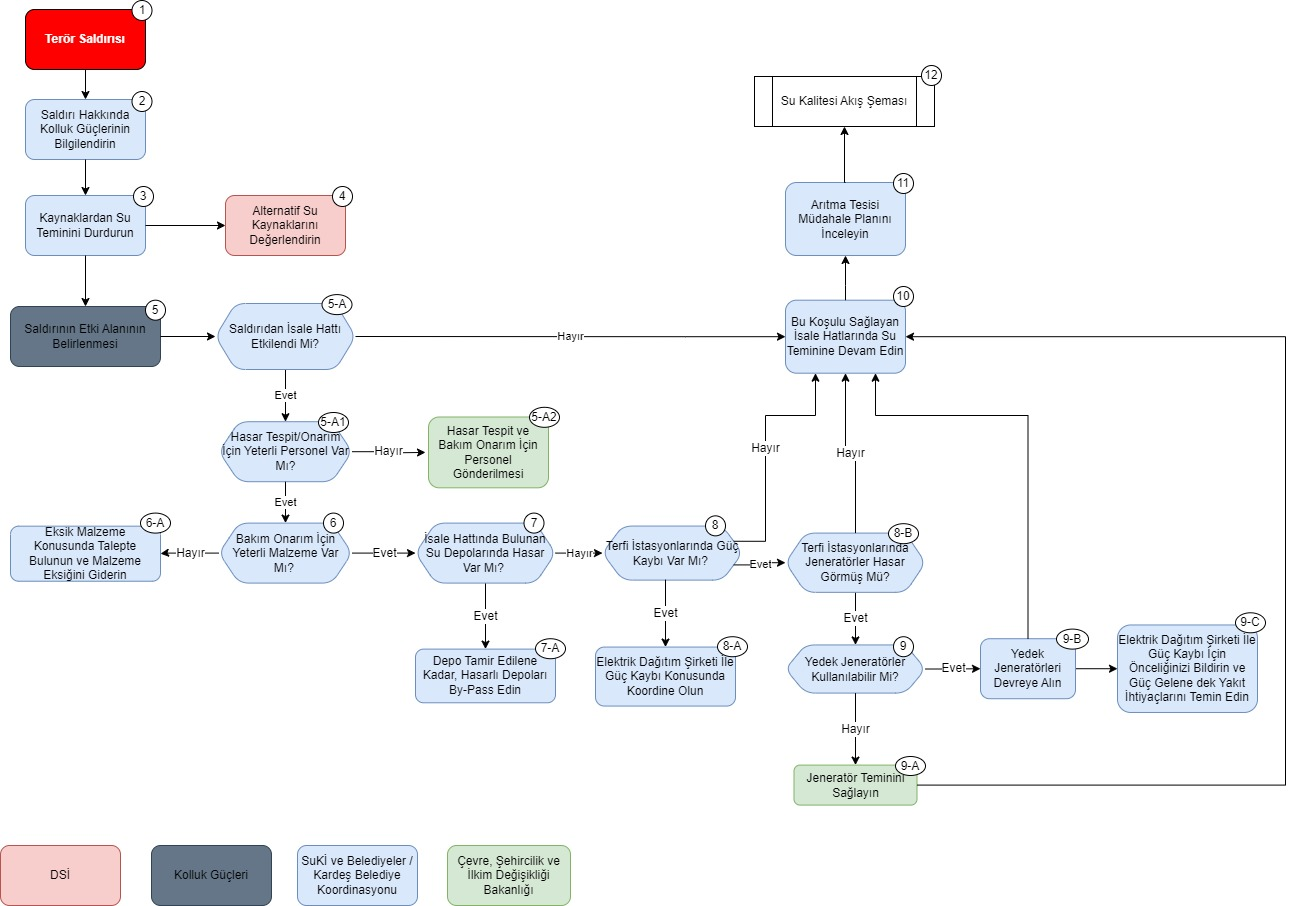 1
Terör Saldırısı
2
Saldırı Hakkında
Kolluk Güçlerinin
Bilgilendirin
3
Kaynaklardan Su
Teminini Durdurun
4
Alternatif Su
Kaynaklarını
Değerlendirin
12
Su Kalitesi Akış Şeması
11
Arıtma Tesisi
Müdahale Planını
İnceleyin
10
Bu Koşulu Sağlayan
İsale Hatlarında Su
Teminine Devam Edin
5
Saldırının Etki Alanının
Belirlenmesi
5-A
Saldırıdan İsale Hattı
Etkilendi Mi?
Hayır
Evet
5-A1
Hasar Tespit/Onarım
İçin Yeterli Personel Var
Mı?
Hayır
5-A2
Hasar Tespit ve
Bakım Onarım İçin
Personel
Gönderilmesi
Evet
6-A
Eksik Malzeme
Konusunda Talepte
Bulunun ve Malzeme
Eksiğini Giderin
Hayır
6
Bakım Onarım İçin
Yeterli Malzeme Var
Mı?
Evet
7
İsale Hattında Bulunan
Su Depolarında Hasar
Var Mı?
Hayır
8
Terfi İstasyonlarında Güç
Kaybı Var Mı?
Hayır
Evet
Hayır
8-B
Terfi İstasyonlarında
Jeneratörler Hasar
Görmüş Mü?
Evet
7-A
Depo Tamir Edilene
Kadar, Hasarlı Depoları
By-Pass Edin
Evet
8-A
Elektrik Dağıtım Şirketi İle
Güç Kaybı Konusunda
Koordine Olun
Evet
9
Yedek Jeneratörler
Kullanılabilir Mi?
Evet
9-B
Yedek
Jeneratörleri
Devreye Alın
9-C
Elektrik Dağıtım Şirketi İle
Güç Kaybı İçin
Önceliğinizi Bildirin ve
Güç Gelene dek Yakıt
İhtiyaçlarını Temin Edin
Hayır
9-A
Jeneratör Teminini
Sağlayın
DSİ
Kolluk Güçleri
SuKİ ve Belediyeler /
Kardeş Belediye
Koordinasyonu
Çevre, Şehircilik ve
İlkim Değişikliği
Bakanlığı